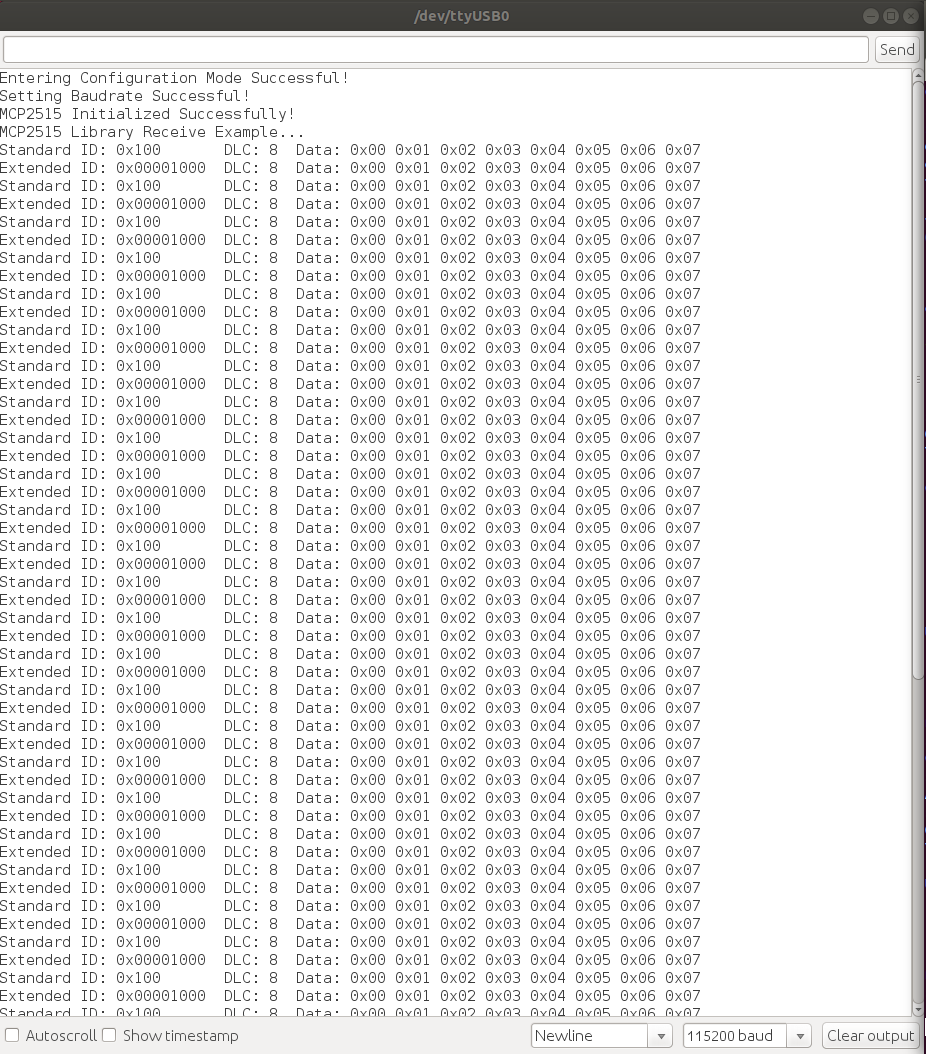 /dev/ttyUSB0
Send
Entering Configuration Mode Successful!
Setting Baudrate Successful!
MCP2515 Initialized Successfully!
MCP2515 Library Receive Example...
Standard ID: 0x100       DLC: 8  Data: 0x00 0x01 0x02 0x03 0x04 0x05 0x06 0x07
Extended ID: 0x00001000  DLC: 8  Data: 0x00 0x01 0x02 0x03 0x04 0x05 0x06 0x07
Standard ID: 0x100       DLC: 8  Data: 0x00 0x01 0x02 0x03 0x04 0x05 0x06 0x07
Extended ID: 0x00001000  DLC: 8  Data: 0x00 0x01 0x02 0x03 0x04 0x05 0x06 0x07
Standard ID: 0x100       DLC: 8  Data: 0x00 0x01 0x02 0x03 0x04 0x05 0x06 0x07
Extended ID: 0x00001000  DLC: 8  Data: 0x00 0x01 0x02 0x03 0x04 0x05 0x06 0x07
Standard ID: 0x100       DLC: 8  Data: 0x00 0x01 0x02 0x03 0x04 0x05 0x06 0x07
Extended ID: 0x00001000  DLC: 8  Data: 0x00 0x01 0x02 0x03 0x04 0x05 0x06 0x07
Standard ID: 0x100       DLC: 8  Data: 0x00 0x01 0x02 0x03 0x04 0x05 0x06 0x07
Extended ID: 0x00001000  DLC: 8  Data: 0x00 0x01 0x02 0x03 0x04 0x05 0x06 0x07
Standard ID: 0x100       DLC: 8  Data: 0x00 0x01 0x02 0x03 0x04 0x05 0x06 0x07
Extended ID: 0x00001000  DLC: 8  Data: 0x00 0x01 0x02 0x03 0x04 0x05 0x06 0x07
Standard ID: 0x100       DLC: 8  Data: 0x00 0x01 0x02 0x03 0x04 0x05 0x06 0x07
Extended ID: 0x00001000  DLC: 8  Data: 0x00 0x01 0x02 0x03 0x04 0x05 0x06 0x07
Standard ID: 0x100       DLC: 8  Data: 0x00 0x01 0x02 0x03 0x04 0x05 0x06 0x07
Extended ID: 0x00001000  DLC: 8  Data: 0x00 0x01 0x02 0x03 0x04 0x05 0x06 0x07
Standard ID: 0x100       DLC: 8  Data: 0x00 0x01 0x02 0x03 0x04 0x05 0x06 0x07
Extended ID: 0x00001000  DLC: 8  Data: 0x00 0x01 0x02 0x03 0x04 0x05 0x06 0x07
Standard ID: 0x100       DLC: 8  Data: 0x00 0x01 0x02 0x03 0x04 0x05 0x06 0x07
Extended ID: 0x00001000  DLC: 8  Data: 0x00 0x01 0x02 0x03 0x04 0x05 0x06 0x07
Standard ID: 0x100       DLC: 8  Data: 0x00 0x01 0x02 0x03 0x04 0x05 0x06 0x07
Extended ID: 0x00001000  DLC: 8  Data: 0x00 0x01 0x02 0x03 0x04 0x05 0x06 0x07
Standard ID: 0x100       DLC: 8  Data: 0x00 0x01 0x02 0x03 0x04 0x05 0x06 0x07
Extended ID: 0x00001000  DLC: 8  Data: 0x00 0x01 0x02 0x03 0x04 0x05 0x06 0x07
Standard ID: 0x100       DLC: 8  Data: 0x00 0x01 0x02 0x03 0x04 0x05 0x06 0x07
Extended ID: 0x00001000  DLC: 8  Data: 0x00 0x01 0x02 0x03 0x04 0x05 0x06 0x07
Standard ID: 0x100       DLC: 8  Data: 0x00 0x01 0x02 0x03 0x04 0x05 0x06 0x07
Extended ID: 0x00001000  DLC: 8  Data: 0x00 0x01 0x02 0x03 0x04 0x05 0x06 0x07
Standard ID: 0x100       DLC: 8  Data: 0x00 0x01 0x02 0x03 0x04 0x05 0x06 0x07
Extended ID: 0x00001000  DLC: 8  Data: 0x00 0x01 0x02 0x03 0x04 0x05 0x06 0x07
Standard ID: 0x100       DLC: 8  Data: 0x00 0x01 0x02 0x03 0x04 0x05 0x06 0x07
Extended ID: 0x00001000  DLC: 8  Data: 0x00 0x01 0x02 0x03 0x04 0x05 0x06 0x07
Standard ID: 0x100       DLC: 8  Data: 0x00 0x01 0x02 0x03 0x04 0x05 0x06 0x07
Extended ID: 0x00001000  DLC: 8  Data: 0x00 0x01 0x02 0x03 0x04 0x05 0x06 0x07
Standard ID: 0x100       DLC: 8  Data: 0x00 0x01 0x02 0x03 0x04 0x05 0x06 0x07
Extended ID: 0x00001000  DLC: 8  Data: 0x00 0x01 0x02 0x03 0x04 0x05 0x06 0x07
Standard ID: 0x100       DLC: 8  Data: 0x00 0x01 0x02 0x03 0x04 0x05 0x06 0x07
Extended ID: 0x00001000  DLC: 8  Data: 0x00 0x01 0x02 0x03 0x04 0x05 0x06 0x07
Standard ID: 0x100       DLC: 8  Data: 0x00 0x01 0x02 0x03 0x04 0x05 0x06 0x07
Extended ID: 0x00001000  DLC: 8  Data: 0x00 0x01 0x02 0x03 0x04 0x05 0x06 0x07
Standard ID: 0x100       DLC: 8  Data: 0x00 0x01 0x02 0x03 0x04 0x05 0x06 0x07
Extended ID: 0x00001000  DLC: 8  Data: 0x00 0x01 0x02 0x03 0x04 0x05 0x06 0x07
Standard ID: 0x100       DLC: 8  Data: 0x00 0x01 0x02 0x03 0x04 0x05 0x06 0x07
Extended ID: 0x00001000  DLC: 8  Data: 0x00 0x01 0x02 0x03 0x04 0x05 0x06 0x07
Standard ID: 0x100       DLC: 8  Data: 0x00 0x01 0x02 0x03 0x04 0x05 0x06 0x07
Extended ID: 0x00001000  DLC: 8  Data: 0x00 0x01 0x02 0x03 0x04 0x05 0x06 0x07
Standard ID: 0x100       DLC: 8  Data: 0x00 0x01 0x02 0x03 0x04 0x05 0x06 0x07
Extended ID: 0x00001000  DLC: 8  Data: 0x00 0x01 0x02 0x03 0x04 0x05 0x06 0x07
Standard ID: 0x100       DLC: 8  Data: 0x00 0x01 0x02 0x03 0x04 0x05 0x06 0x07
Autoscroll Show timestamp Newline 115200 baud Clear output